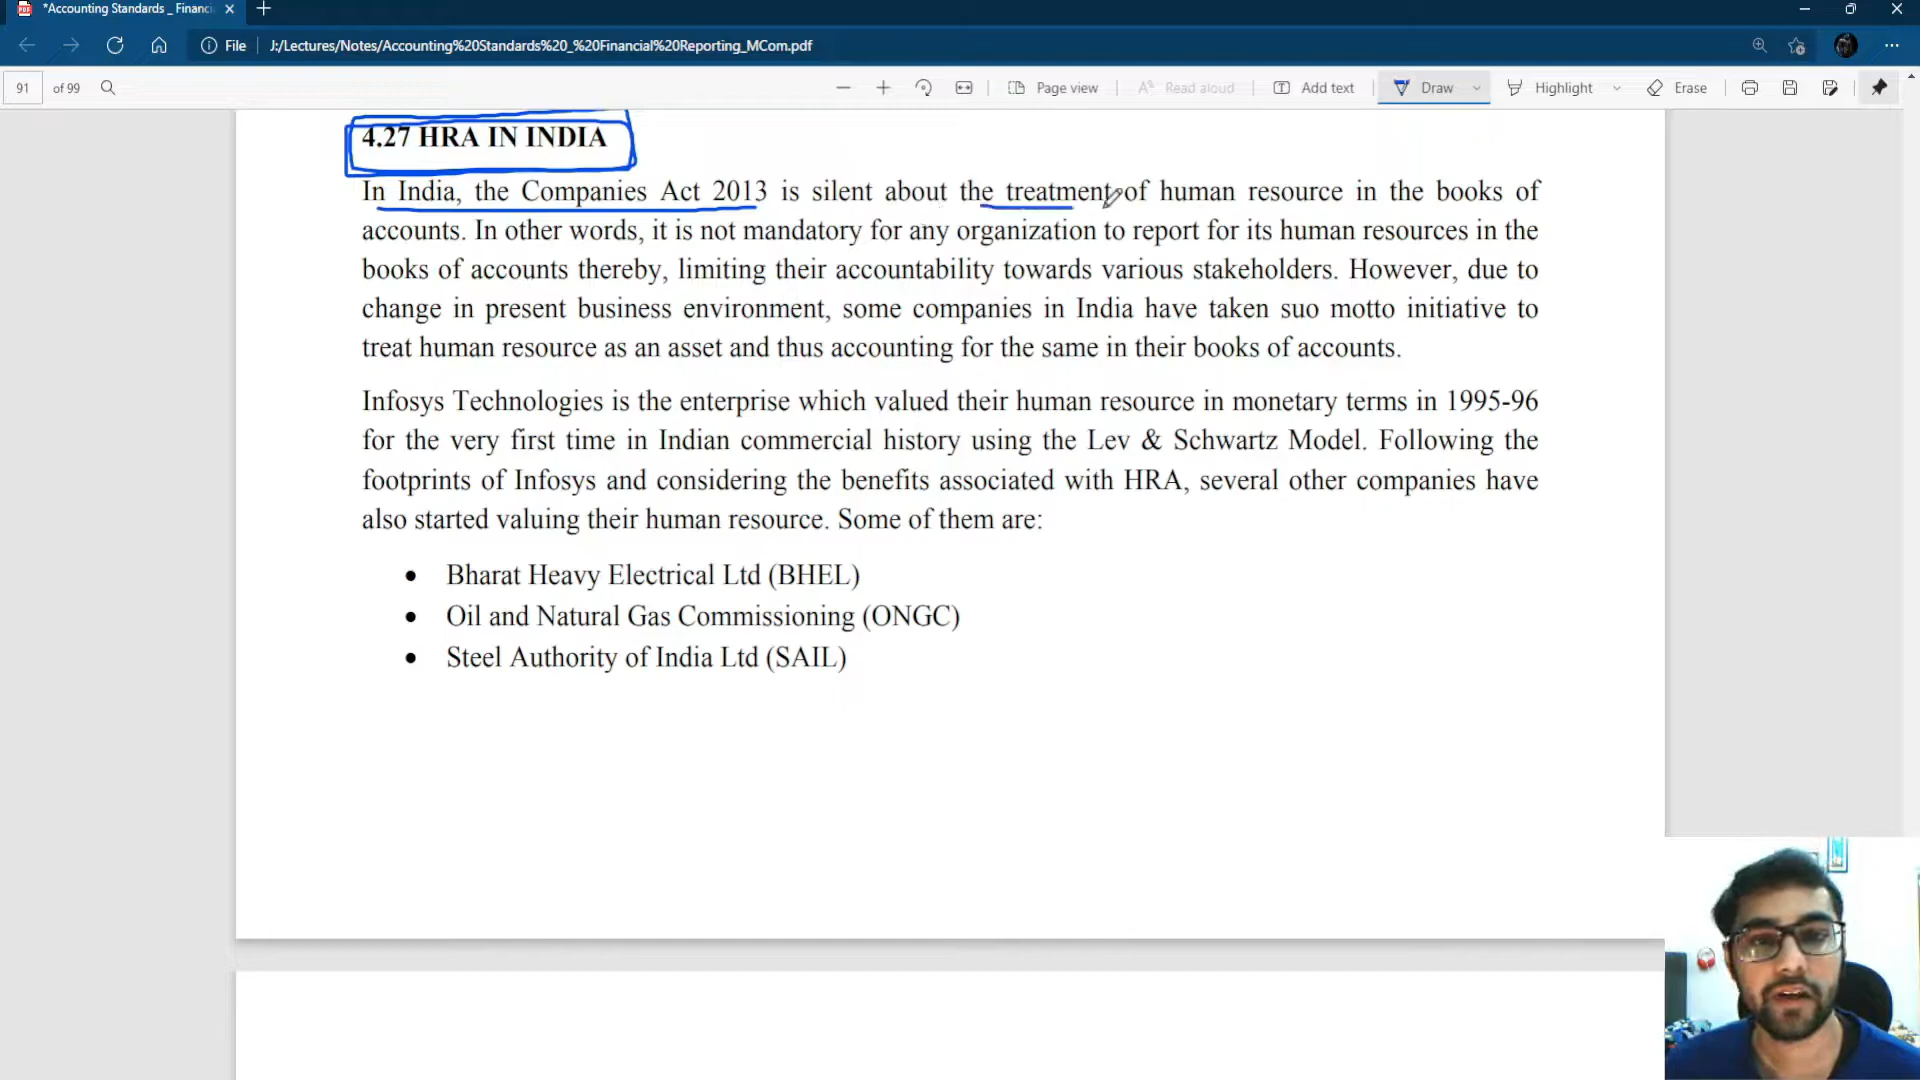 *Accounting Standards _ Financi
File
J:/Lectures/Notes/Accounting%20Standards%20_%20Financial%20Reporting_MCom.pdf
91
of 99
Page view
Read aloud
Add text
Draw
Highlight
Erase
4.27 HRA IN INDIA
In India, the Companies Act 2013 is silent about the treatment of human resource in the books of
accounts. In other words, it is not mandatory for any organization to report for its human resources in the
books of accounts thereby, limiting their accountability towards various stakeholders. However, due to
change in present business environment, some companies in India have taken suo motto initiative to
treat human resource as an asset and thus accounting for the same in their books of accounts.
Infosys Technologies is the enterprise which valued their human resource in monetary terms in 1995-96
for the very first time in Indian commercial history using the Lev & Schwartz Model. Following the
footprints of Infosys and considering the benefits associated with HRA, several other companies have
also started valuing their human resource. Some of them are:
• Bharat Heavy Electrical Ltd (BHEL)
• Oil and Natural Gas Commissioning (ONGC)
• Steel Authority of India Ltd (SAIL)